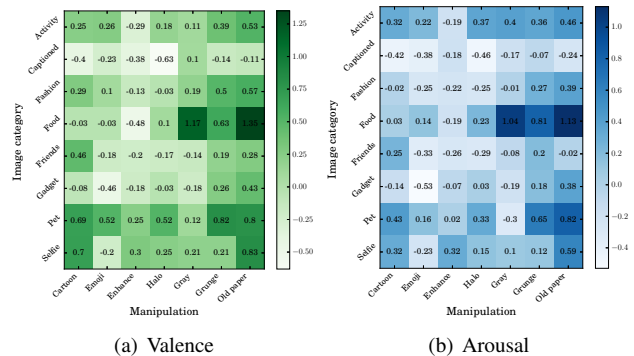 Image category
Activity 0.25 0.26 -0.29 0.18 0.11 0.39 0.53
Captioned -0.4 -0.23 -0.38 -0.63 0.1 -0.14 -0.11
Fashion 0.29 0.1 -0.13 -0.03 0.19 0.5 0.57
Food -0.03 -0.03 -0.48 0.1 1.17 0.63 1.35
Friends 0.46 -0.18 -0.2 -0.17 -0.14 0.19 0.28
Gadget -0.08 -0.46 -0.18 -0.03 -0.18 0.26 0.43
Pet 0.69 0.52 0.25 0.52 0.12 0.82 0.8
Selfie 0.7 -0.2 0.3 0.25 0.21 0.21 0.83
Cartoon Emoji Enhance Halo Gray Grunge Old paper
Manipulation
1.25
1.00
0.75
0.50
0.25
0.00
−0.25
−0.50
(a) Valence
Image category
Activity 0.32 0.22 -0.19 0.37 0.4 0.36 0.46
Captioned -0.42 -0.38 -0.18 -0.46 -0.17 -0.07 -0.24
Fashion -0.02 -0.25 -0.22 -0.25 -0.01 0.27 0.39
Food 0.03 0.14 -0.19 0.23 1.04 0.81 1.13
Friends 0.25 -0.33 -0.26 -0.29 -0.08 0.2 -0.02
Gadget -0.14 -0.53 -0.07 0.03 -0.19 0.18 0.38
Pet 0.43 0.16 0.02 0.33 -0.3 0.65 0.82
Selfie 0.32 -0.23 0.32 0.15 0.1 0.12 0.59
Cartoon Emoji Enhance Halo Gray Grunge Old paper
Manipulation
1.0
0.8
0.6
0.4
0.2
0.0
−0.2
−0.4
(b) Arousal